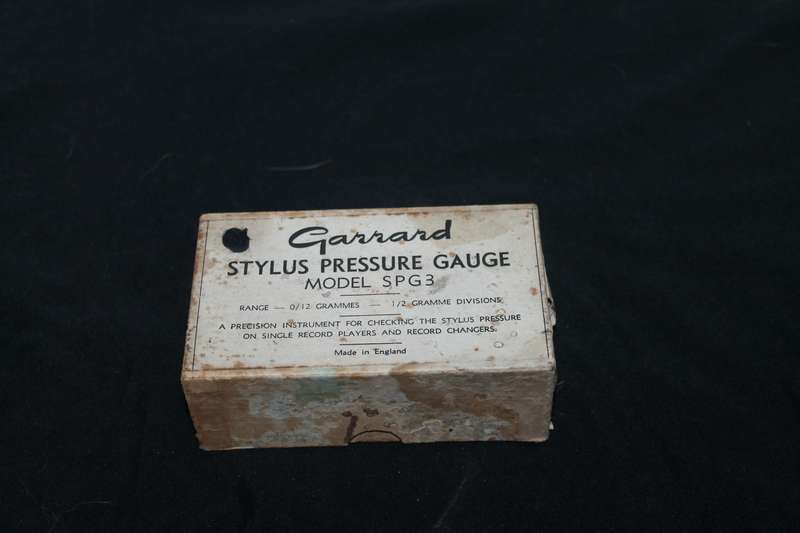 Garrard
STYLUS PRESSURE GAUGE
MODEL SPG3
RANGE — 0/12 GRAMMES — 1/2 GRAMME DIVISIONS
A PRECISION INSTRUMENT FOR CHECKING THE STYLUS PRESSURE
ON SINGLE RECORD PLAYERS AND RECORD CHANGERS.
Made in England